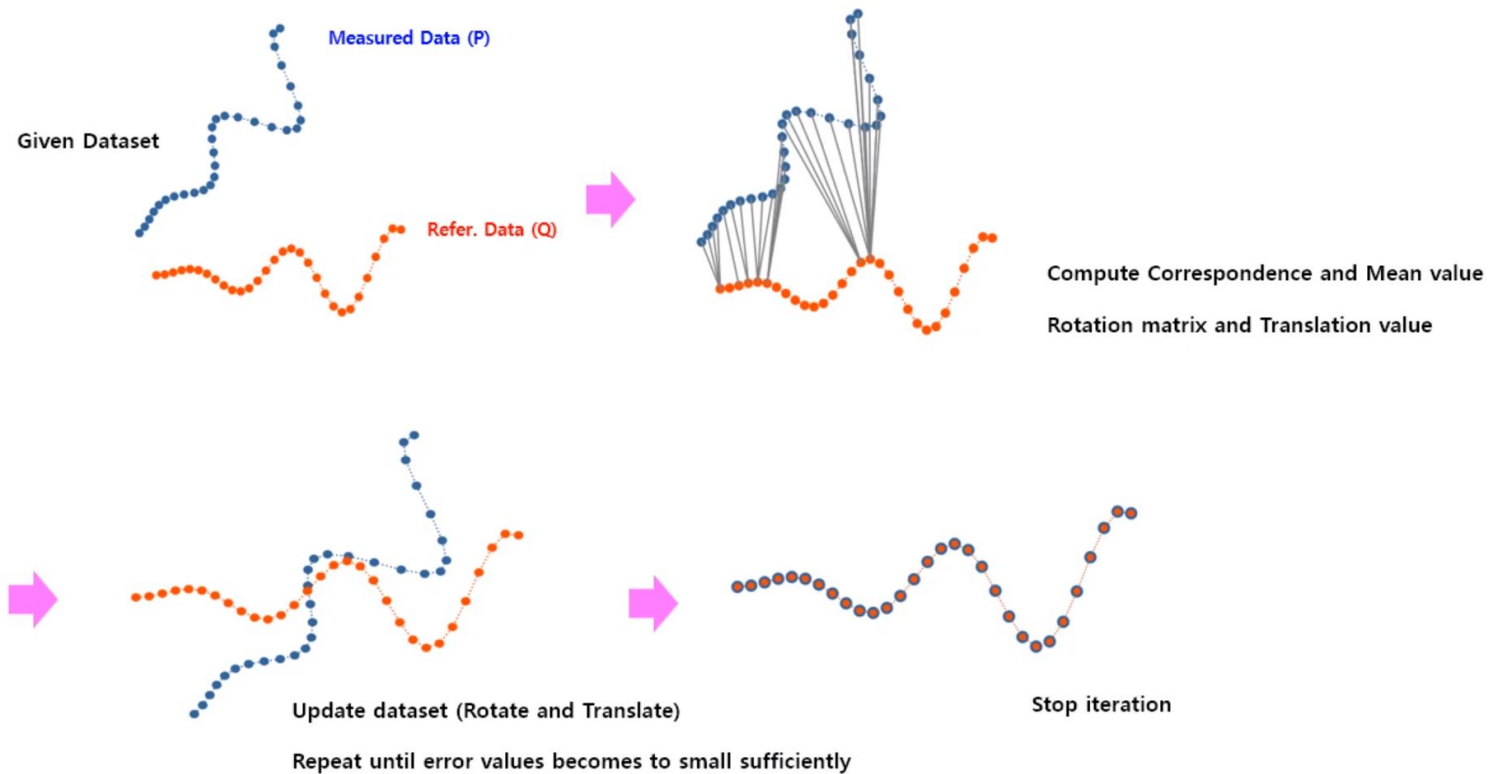 Measured Data (P)
Given Dataset
Refer. Data (Q)
Compute Correspondence and Mean value
Rotation matrix and Translation value
Update dataset (Rotate and Translate)
Repeat until error values becomes to small sufficiently
Stop iteration